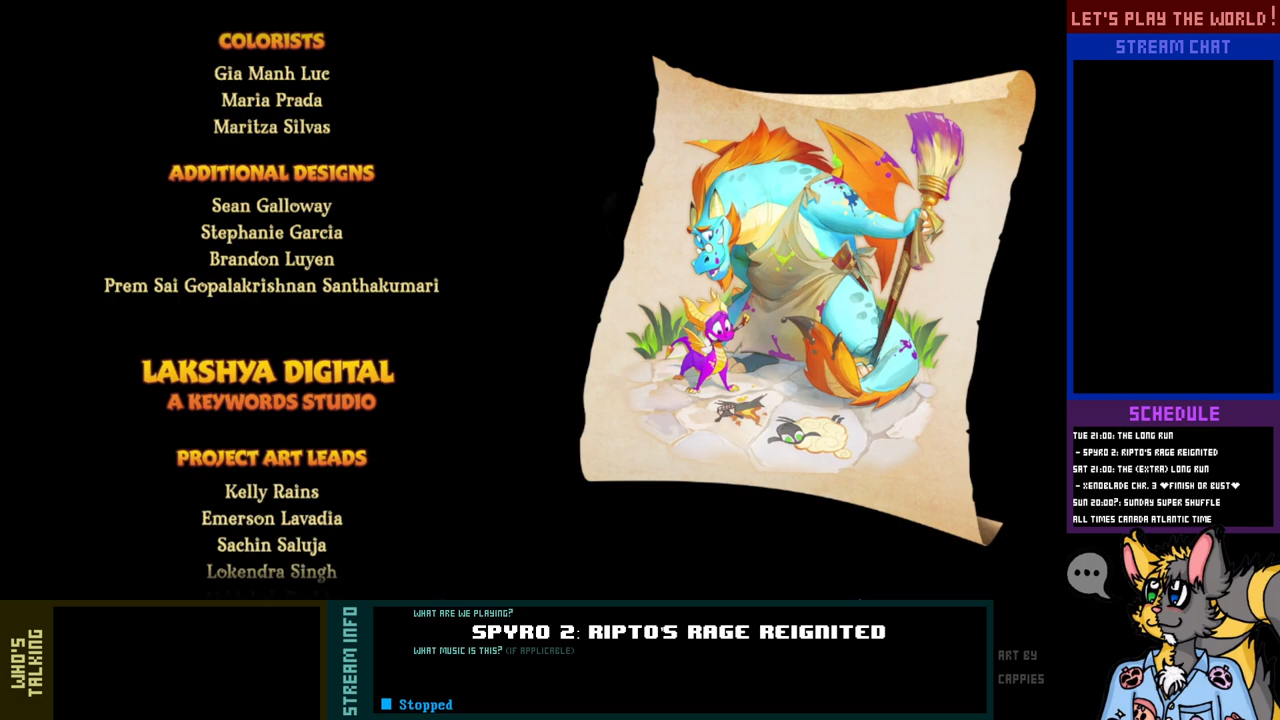 COLORISTS
Gia Manh Luc
Maria Prada
Maritza Silvas
ADDITIONAL DESIGNS
Sean Galloway
Stephanie Garcia
Brandon Luyen
Prem Sai Gopalakrishnan Santhakumari
LAKSHYA DIGITAL
A KEYWORDS STUDIO
PROJECT ART LEADS
Kelly Rains
Emerson Lavadia
Sachin Saluja
Lokendra Singh
LET'S PLAY THE WORLD!
STREAM CHAT
SCHEDULE
TUE 21:00: THE LONG RUN
- SPYRO 2: RIPTO'S RAGE REIGNITED
SAT 21:00: THE (EXTRA) LONG RUN
- XENOBLADE CHR. 3 ♥FINISH OR BUST♥
SUN 20:00?: SUNDAY SUPER SHUFFLE
ALL TIMES CANADA ATLANTIC TIME
WHO'S
TALKING
STREAM INFO
WHAT ARE WE PLAYING?
SPYRO 2: RIPTO'S RAGE REIGNITED
WHAT MUSIC IS THIS? (IF APPLICABLE)
Stopped
ART BY
CAPPIES